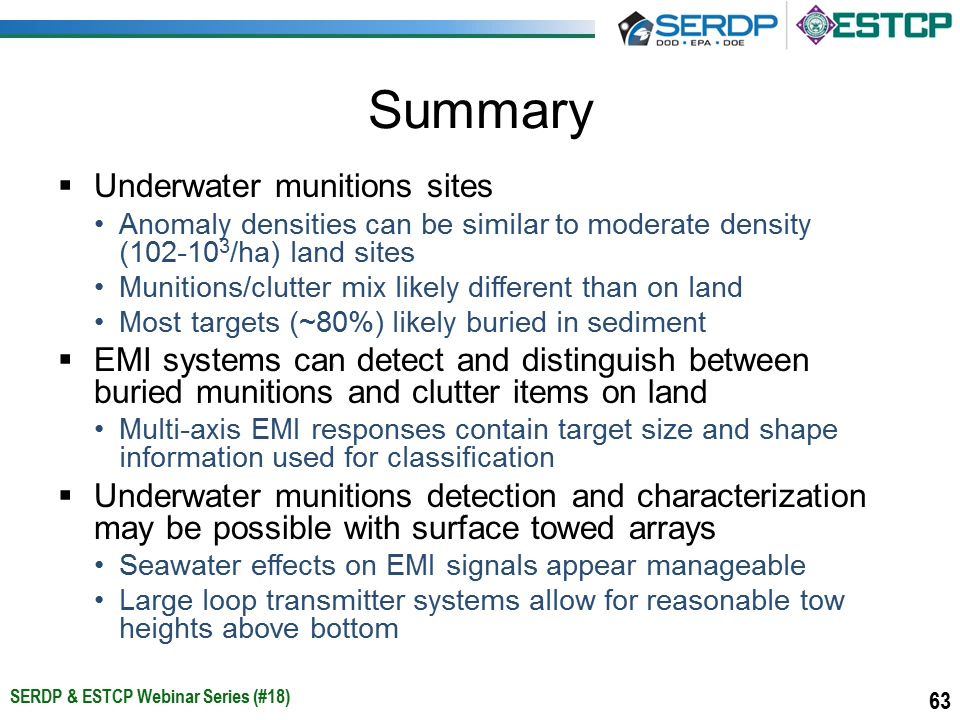 SERDP
DOD • EPA • DOE
ESTCP
Summary
▪ Underwater munitions sites
• Anomaly densities can be similar to moderate density
(102-10³/ha) land sites
• Munitions/clutter mix likely different than on land
• Most targets (~80%) likely buried in sediment
▪ EMI systems can detect and distinguish between
buried munitions and clutter items on land
• Multi-axis EMI responses contain target size and shape
information used for classification
▪ Underwater munitions detection and characterization
may be possible with surface towed arrays
• Seawater effects on EMI signals appear manageable
• Large loop transmitter systems allow for reasonable tow
heights above bottom
SERDP & ESTCP Webinar Series (#18)
63